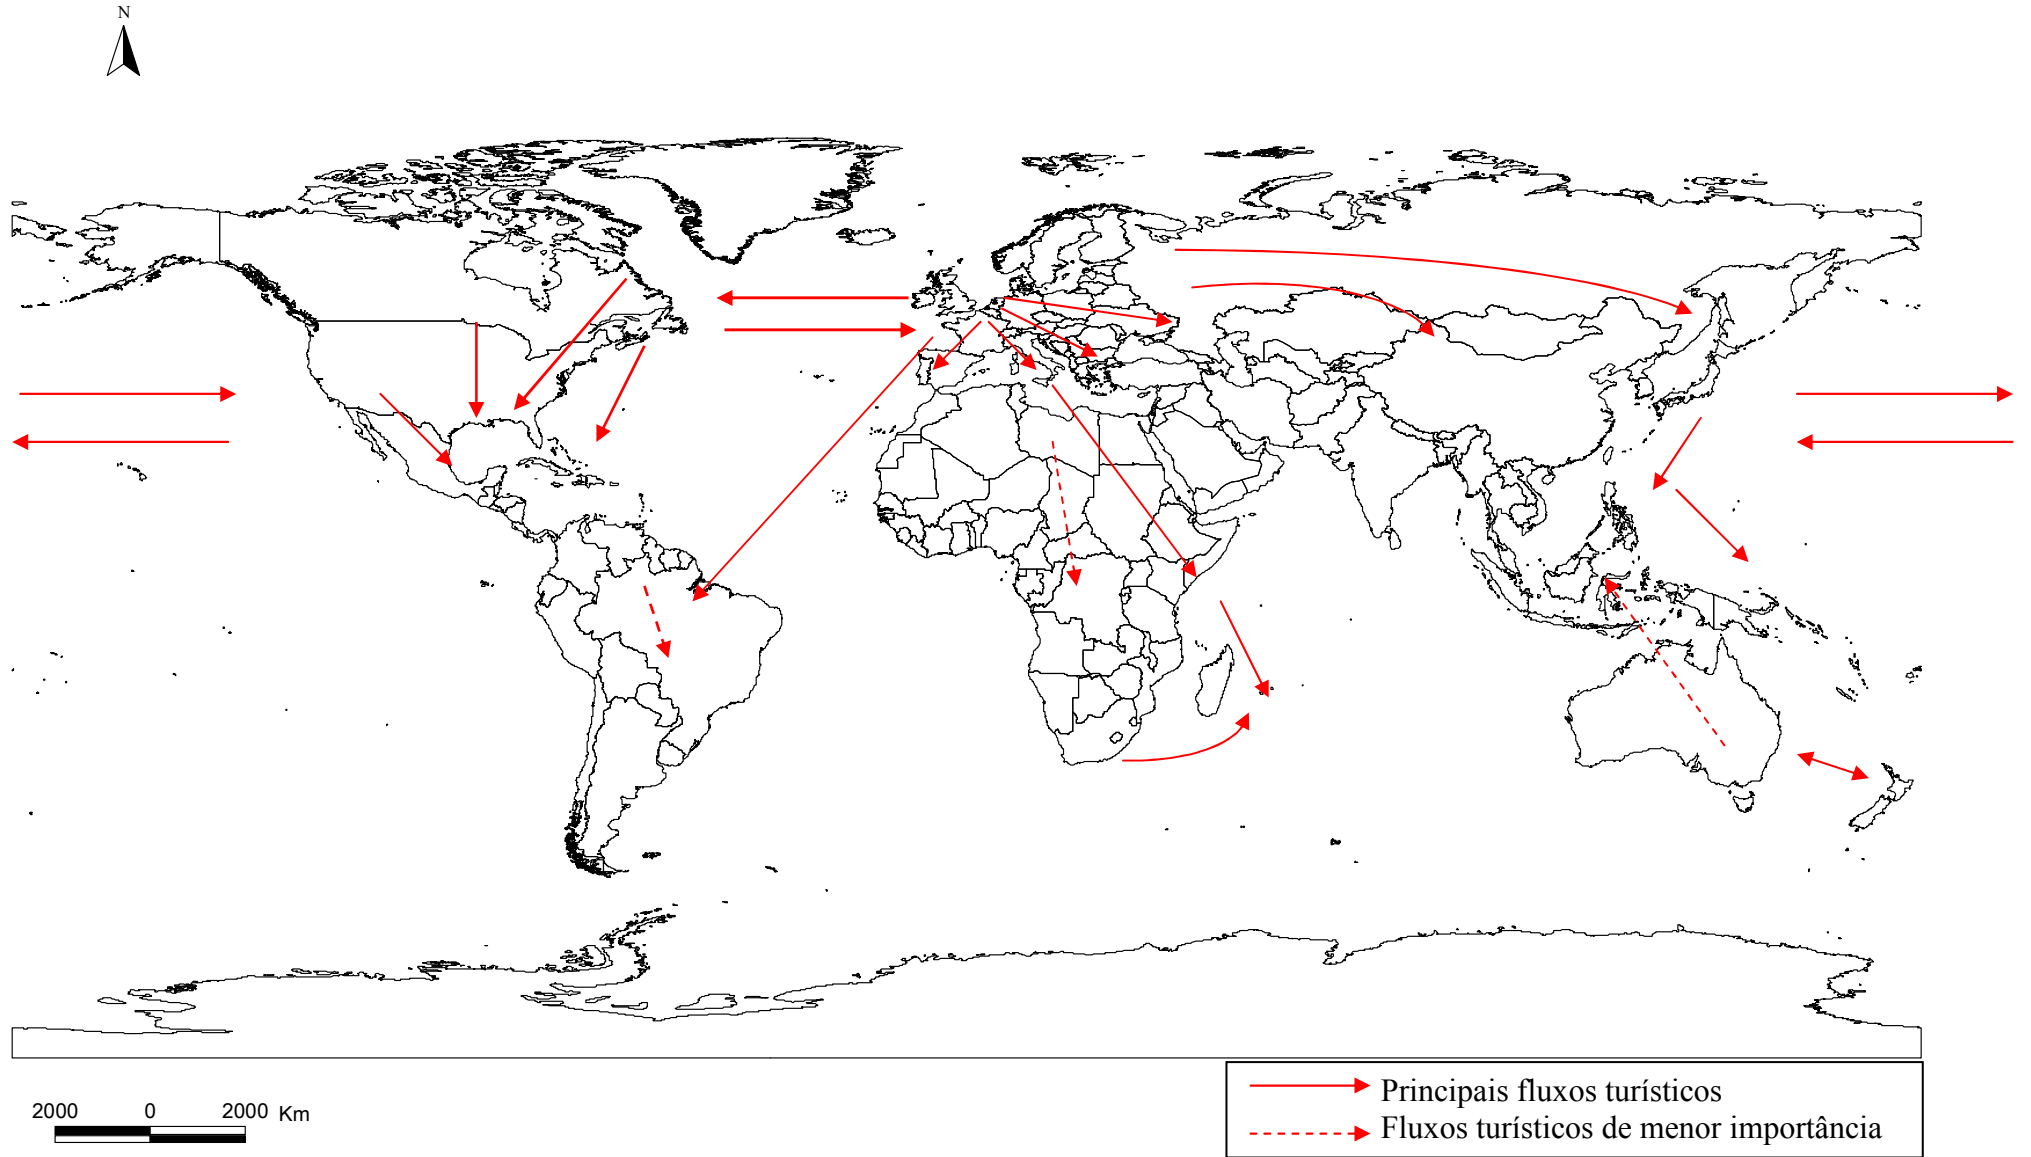 N
Principais fluxos turísticos
Fluxos turísticos de menor importância
2000 0 2000 Km